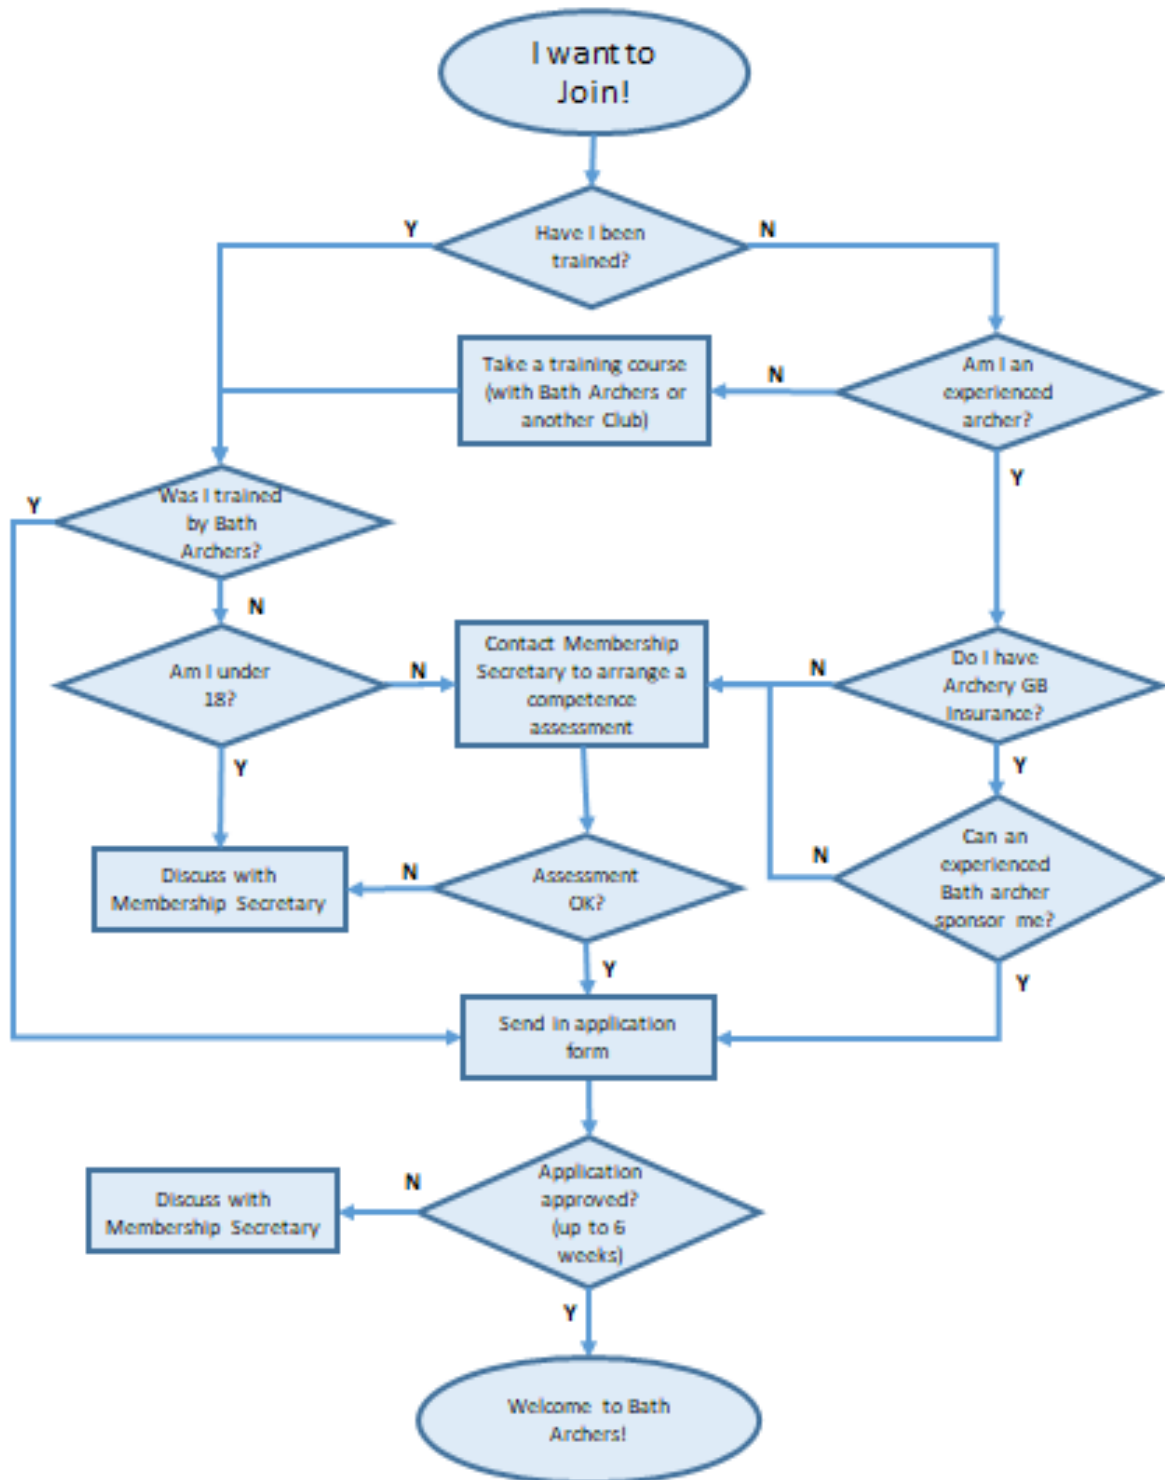 I want to
Join!
Y
N
Have I been
trained?
Take a training course
(with Bath Archers or
another Club)
N
Am I an
experienced
archer?
Y
Y
Was I trained
by Bath
Archers?
N
Am I under
18?
N
Contact Membership
Secretary to arrange a
competence
assessment
N
Do I have
Archery GB
Insurance?
Y
Y
Discuss with
Membership Secretary
N
Assessment
OK?
N
Can an
experienced
Bath archer
sponsor me?
Y
Y
Send in application
form
Discuss with
Membership Secretary
N
Application
approved?
(up to 6
weeks)
Y
Welcome to Bath
Archers!